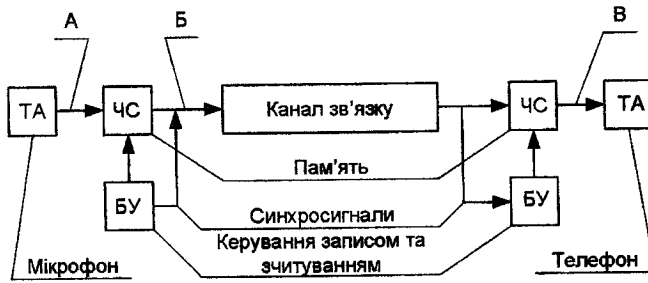 А
Б
В
ТА
ЧС
Канал зв'язку
ЧС
ТА
Пам'ять
БУ
БУ
Синхросигнали
Керування записом та
зчитуванням
Мікрофон
Телефон